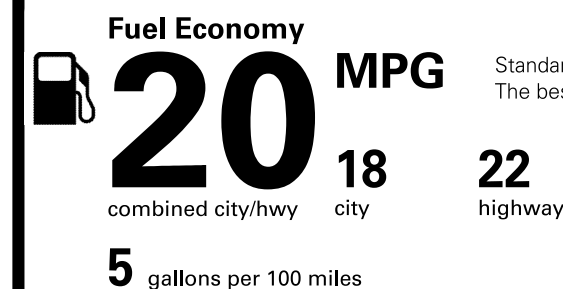 Fuel Economy
20 MPG
18 22
combined city/hwy city highway
5 gallons per 100 miles